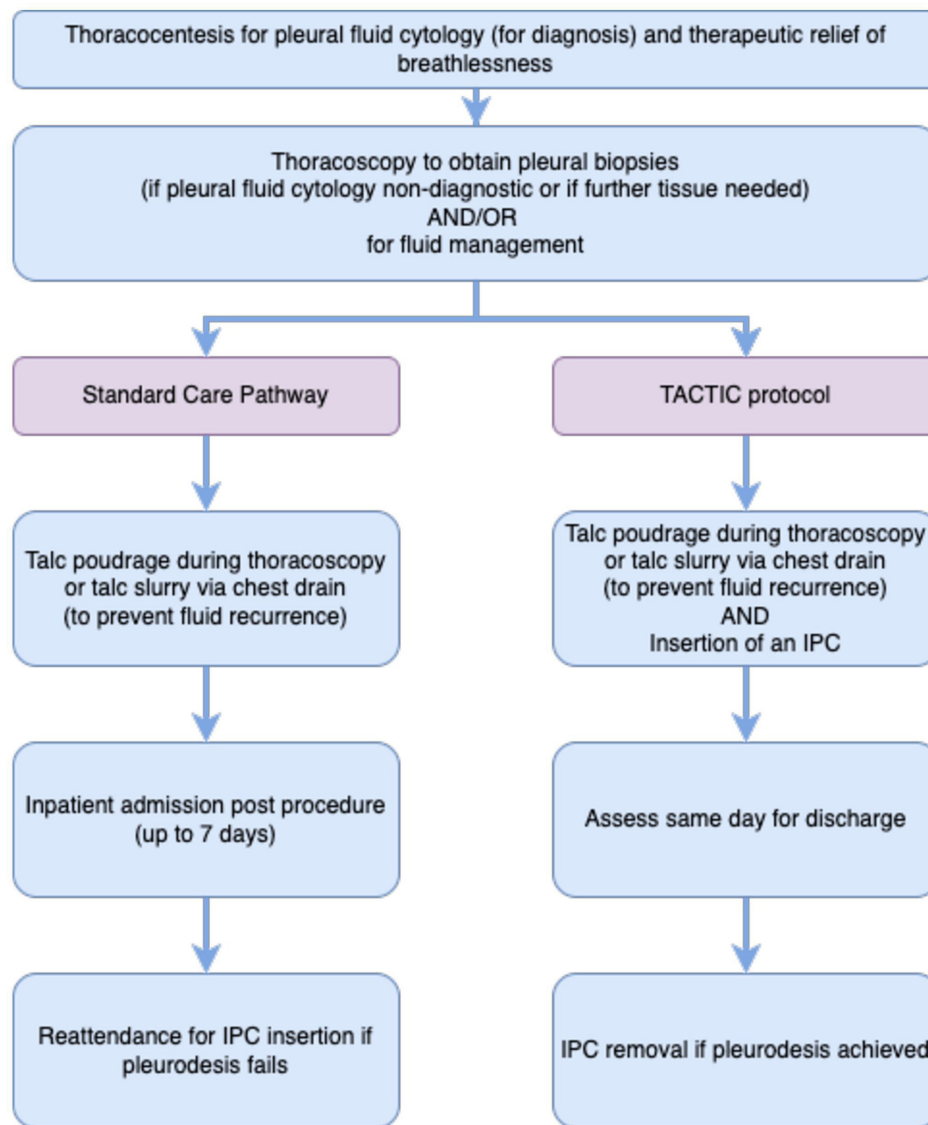 Thoracocentesis for pleural fluid cytology (for diagnosis) and therapeutic relief of
breathlessness
Thoracoscopy to obtain pleural biopsies
(if pleural fluid cytology non-diagnostic or if further tissue needed)
AND/OR
for fluid management
Standard Care Pathway
TACTIC protocol
Talc poudrage during thoracoscopy
or talc slurry via chest drain
(to prevent fluid recurrence)
Talc poudrage during thoracoscopy
or talc slurry via chest drain
(to prevent fluid recurrence)
AND
Insertion of an IPC
Inpatient admission post procedure
(up to 7 days)
Assess same day for discharge
Reattendance for IPC insertion if
pleurodesis fails
IPC removal if pleurodesis achieved